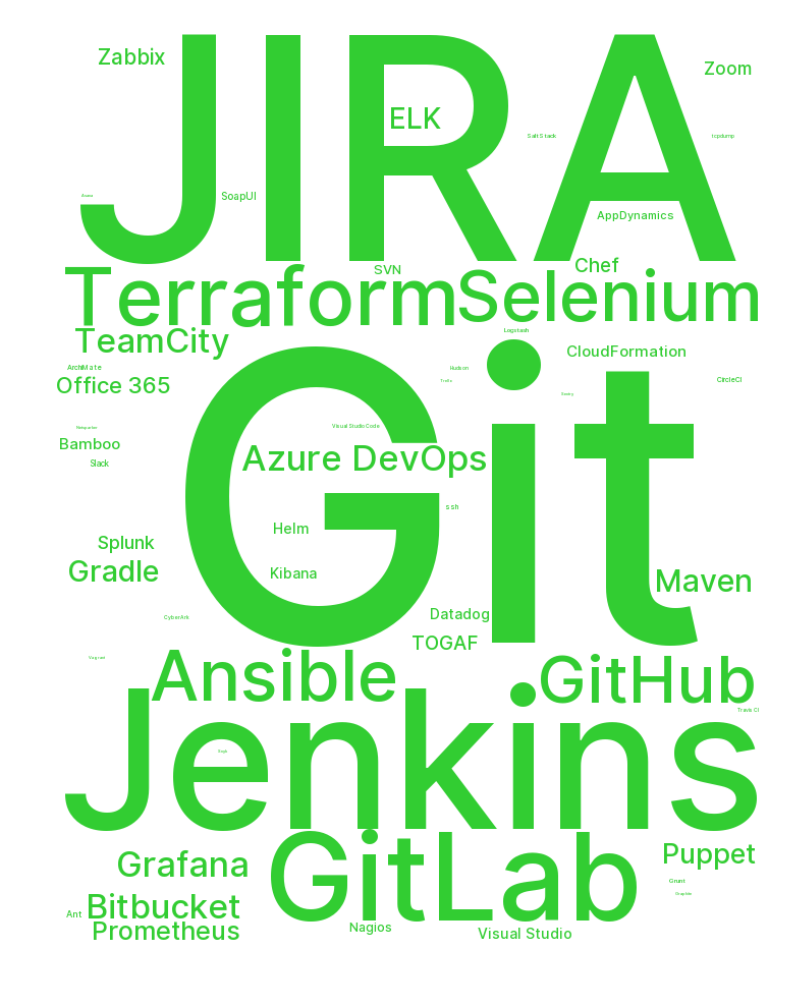 JIRA
Zabbix
Zoom
ELK
SaltStack
tcpdump
SoapUI
AppDynamics
SVN
Chef
Terraform
Selenium
Logstash
TeamCity
CloudFormation
ArchiMate
Hudson
CircleCI
Office 365
Git
Visual Studio Code
Bamboo
Azure DevOps
Slack
ssh
Helm
Splunk
Gradle
Kibana
Maven
Datadog
CyberArk
TOGAF
Ansible
GitHub
Travis CI
Jenkins
GitLab
Grafana
Puppet
Grunt
Bitbucket
Ant
Prometheus
Nagios
Visual Studio